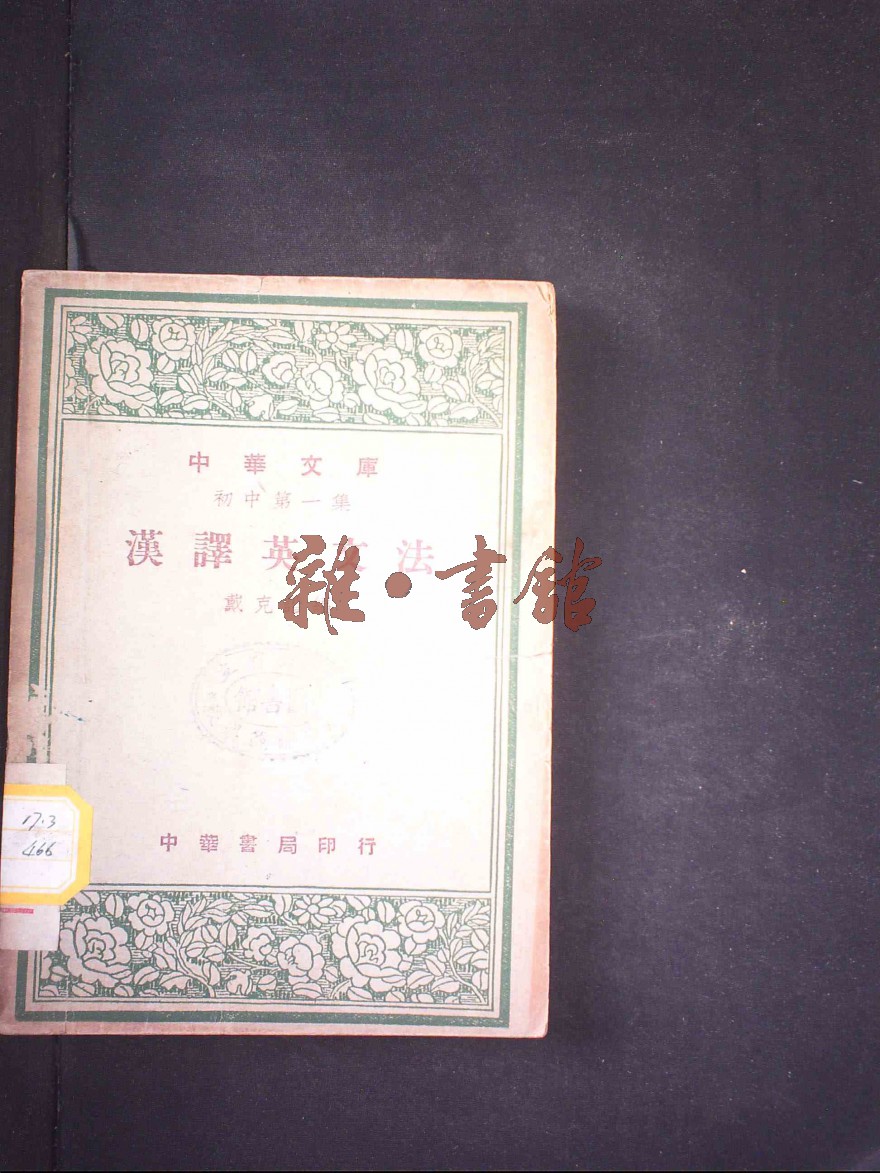 中華文庫
初中第一集
漢譯英文法
戴克
雜·書館
中華書局印行
17.3
466